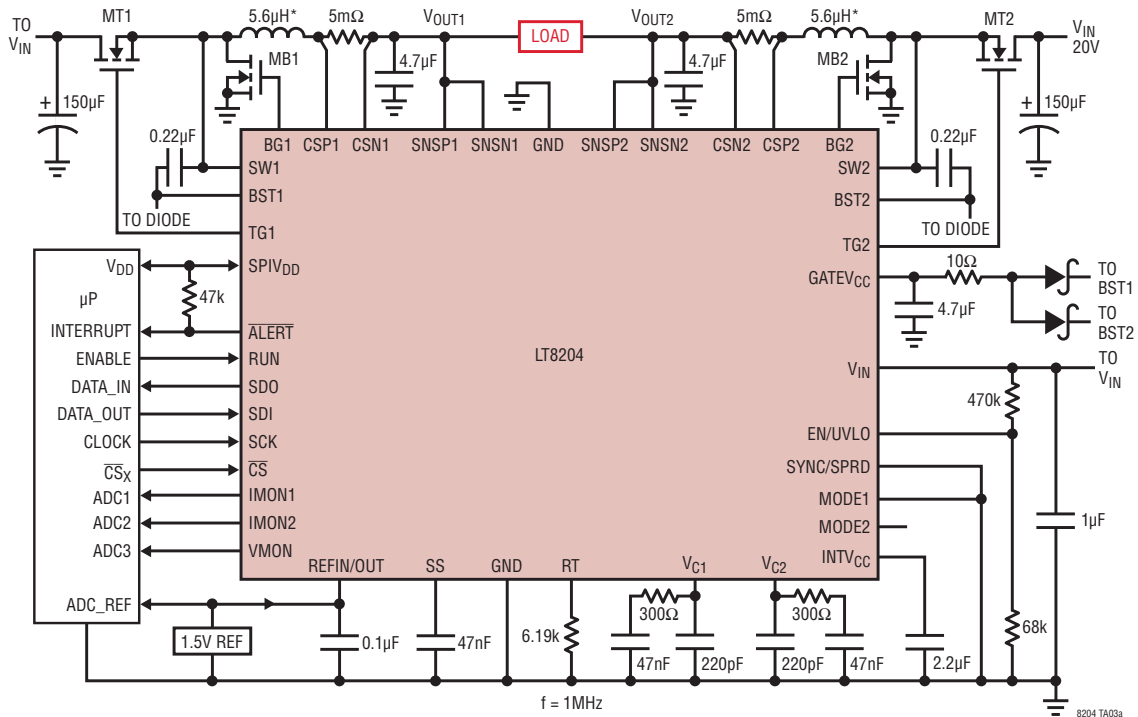 TO
VIN
MT1
5.6µH*
5mΩ
VOUT1
LOAD
VOUT2
5mΩ
5.6µH*
MT2
VIN
20V
+
150µF
MB1
4.7µF
4.7µF
MB2
+
150µF
0.22µF
0.22µF
BG1
CSP1
CSN1
SNSP1
SNSN1
GND
SNSP2
SNSN2
CSN2
CSP2
BG2
SW1
SW2
BST1
BST2
TO DIODE
TO DIODE
TG1
TG2
VDD
SPIVDD
GATEVCC
10Ω
TO
BST1
µP
47k
4.7µF
TO
BST2
INTERRUPT
ALERT
ENABLE
RUN
LT8204
VIN
TO
VIN
DATA_IN
SDO
470k
DATA_OUT
SDI
CLOCK
SCK
EN/UVLO
CSX
CS
SYNC/SPRD
ADC1
IMON1
MODE1
ADC2
IMON2
MODE2
1µF
ADC3
VMON
INTVCC
REFIN/OUT
SS
GND
RT
VC1
VC2
ADC_REF
300Ω
300Ω
1.5V REF
0.1µF
47nF
6.19k
47nF
220pF
220pF
47nF
2.2µF
68k
f = 1MHz
8204 TA03a